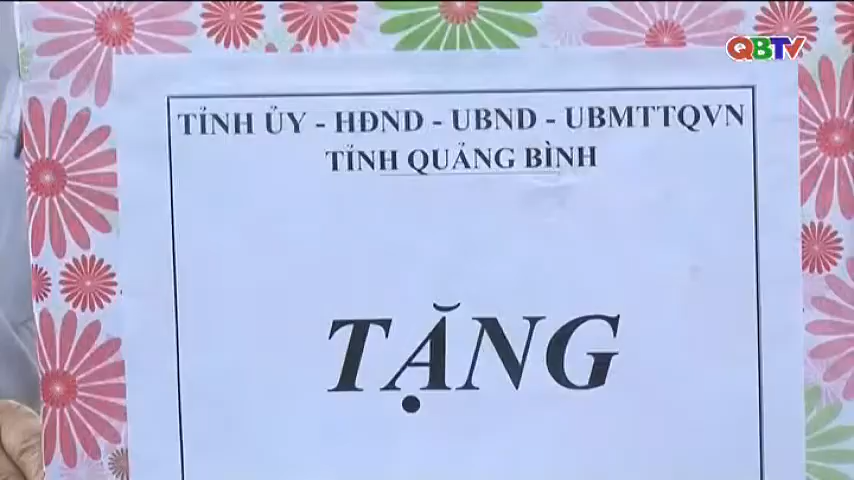 QBTV
TỈNH ỦY - HĐND - UBND - UBMTTQVN
TỈNH QUẢNG BÌNH
TẶNG